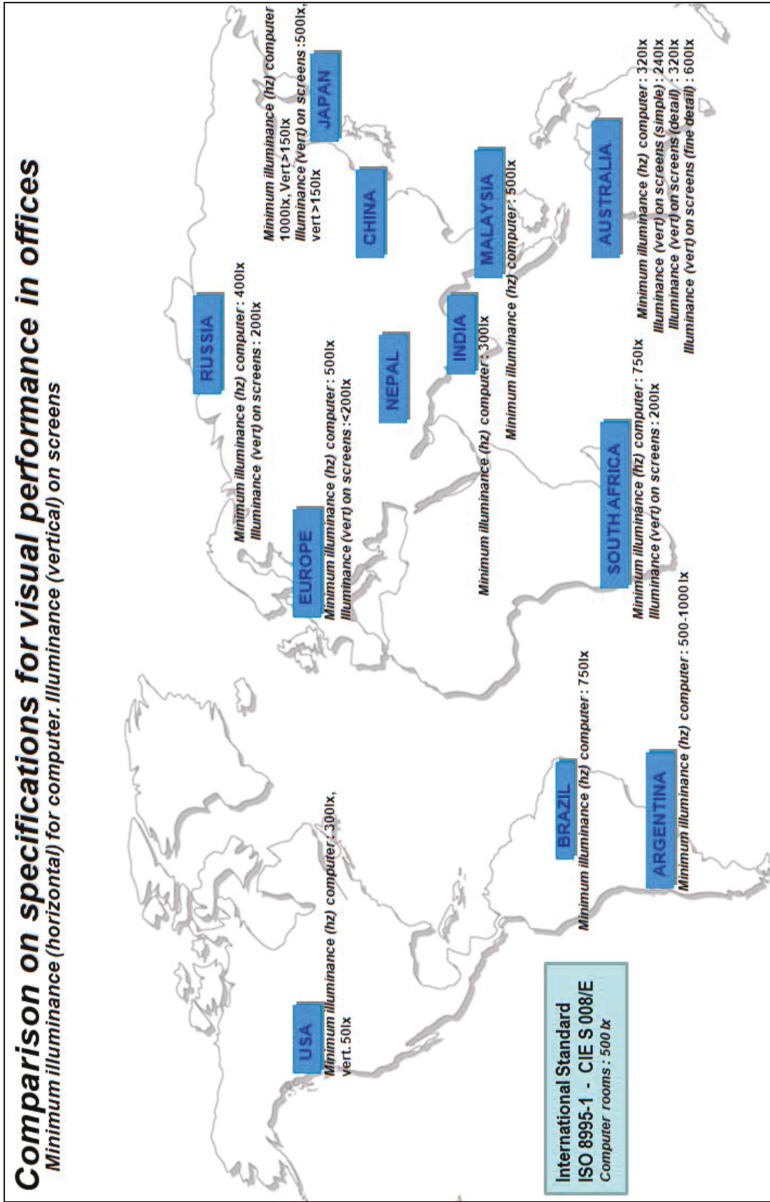 Comparison on specifications for visual performance in offices
Minimum illuminance (horizontal) for computer. Illuminance (vertical) on screens
USA
Minimum illuminance (hz) computer : 300lx,
vert. 50lx
RUSSIA
Minimum illuminance (hz) computer : 400lx
Illuminance (vert) on screens : 200lx
EUROPE
Minimum illuminance (hz) computer : 500lx
Illuminance (vert) on screens :<200lx
JAPAN
Minimum illuminance (hz) computer
1000lx, Vert >150lx
Illuminance (vert) on screens :500lx,
vert >150lx
CHINA
NEPAL
INDIA
Minimum illuminance (hz) computer : 300lx
MALAYSIA
Minimum illuminance (hz) computer : 500lx
BRAZIL
Minimum illuminance (hz) computer : 750lx
ARGENTINA
Minimum illuminance (hz) computer : 500-1000 lx
SOUTH AFRICA
Minimum illuminance (hz) computer : 750lx
Illuminance (vert) on screens : 200lx
AUSTRALIA
Minimum illuminance (hz) computer : 320lx
Illuminance (vert) on screens (simple) : 240lx
Illuminance (vert) on screens (detail) : 320lx
Illuminance (vert) on screens (fine detail) : 600lx
International Standard
ISO 8995-1 - CIE S 008/E
Computer rooms : 500 lx